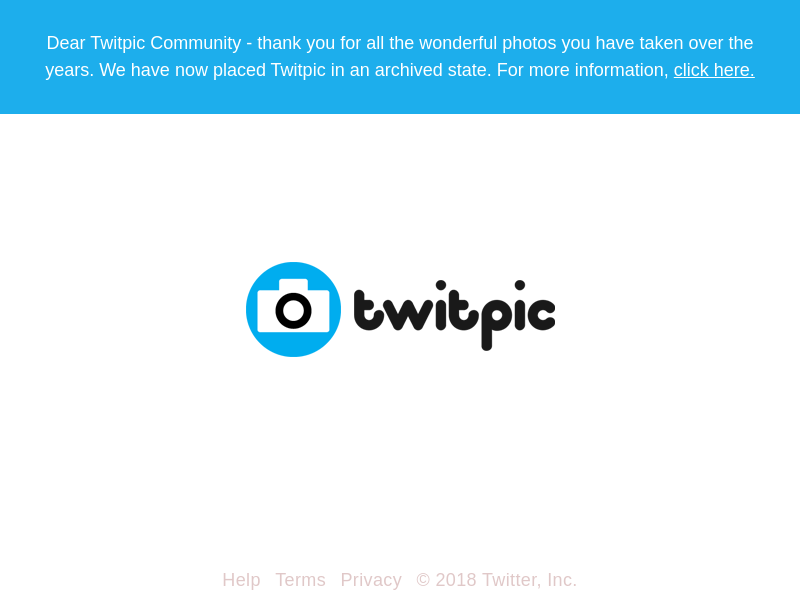 Dear Twitpic Community - thank you for all the wonderful photos you have taken over the
years. We have now placed Twitpic in an archived state. For more information, click here.
twitpic
Help Terms Privacy © 2018 Twitter, Inc.